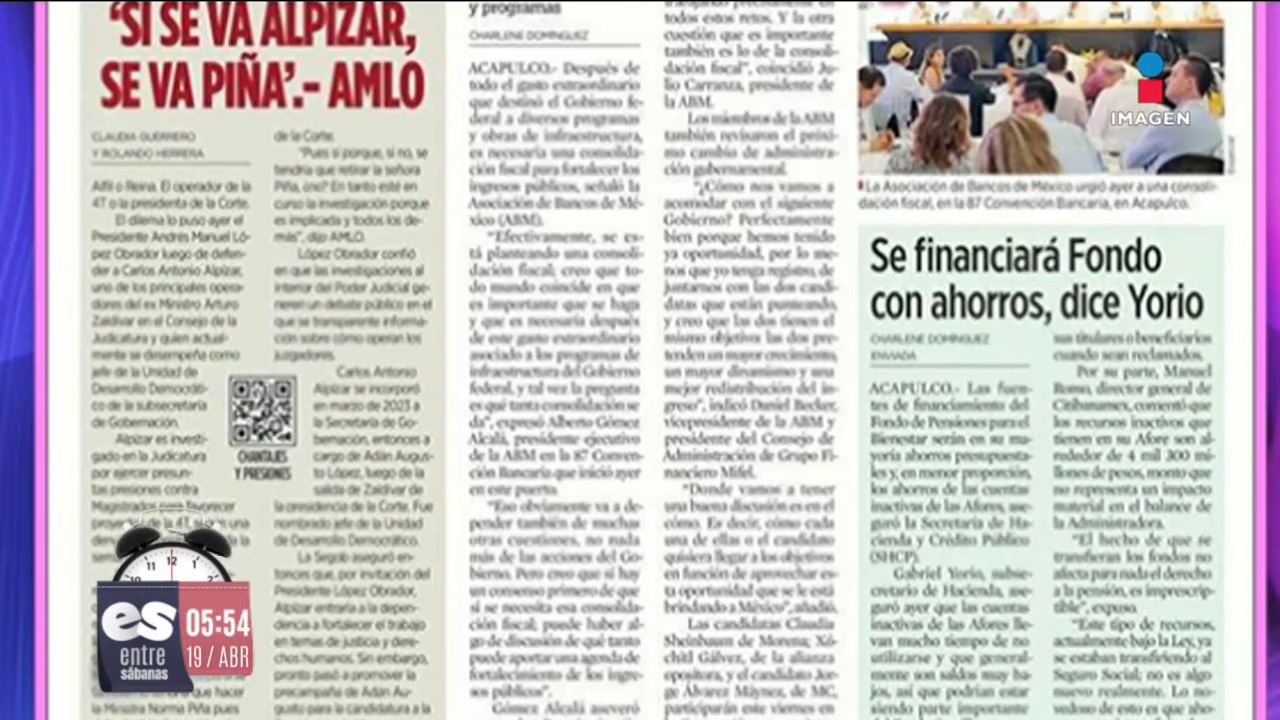 'SI SE VA ALPÍZAR,
SE VA PIÑA'.- AMLO
CLAUDIA GUERRERO
Y ROLANDO HERRERA
Alfil o Reina. El operador de la
4T o la presidenta de la Corte.
El dilema lo puso ayer el
Presidente Andrés Manuel Ló-
pez Obrador luego de defen-
der a Carlos Antonio Alpízar,
uno de los principales opera-
dores del ex Ministro Arturo
Zaldívar en el Consejo de la
Judicatura y quien actual-
mente se desempeña como
jefe de la Unidad de
Desarrollo Democráti-
co de la subsecretaría
de Gobernación.
Alpízar es investi-
gado en la Judicatura
por ejercer presun-
tas presiones contra
de la Corte.
"Pues sí porque, si no, se
tendría que retirar la señora
Piña, ¿no? En tanto esté en
curso la investigación porque
es implicada y todos los de-
más", dijo AMLO.
López Obrador confió
en que las investigaciones al
interior del Poder Judicial ge-
neren un debate público en el
que se transparente informa-
ción sobre cómo operan los
juzgadores.
Carlos Antonio
Alpízar se incorporó
en marzo de 2023 a
la Secretaría de Go-
bernación, entonces a
cargo de Adán Augus-
to López, luego de la
salida de Zaldívar de
la presidencia de la Corte. Fue
nombrado jefe de la Unidad
de Desarrollo Democrático.
La Segob aseguró en-
tonces que, por invitación del
Presidente López Obrador,
Alpízar entraría a la depen-
dencia a fortalecer el trabajo
en temas de justicia y dere-
chos humanos. Sin embargo,
pronto pasó a promover la
precampaña de Adán Au-
gusto para la candidatura a la
CHANTAJES
Y PRESIONES
la Ministra Norma Piña pues
y programas
CHARLENE DOMÍNGUEZ
ACAPULCO.- Después de
todo el gasto extraordinario
que destinó el Gobierno fe-
deral a diversos programas
y obras de infraestructura,
es necesaria una consolida-
ción fiscal para fortalecer los
ingresos públicos, señaló la
Asociación de Bancos de Mé-
xico (ABM).
"Efectivamente, se es-
tá planteando una consoli-
dación fiscal; creo que to-
do mundo coincide en que
es importante que se haga
y que es necesaria después
de este gasto extraordinario
asociado a los programas de
infraestructura del Gobierno
federal, y tal vez la pregunta
es qué tanta consolidación se
da", expresó Alberto Gómez
Alcalá, presidente ejecutivo
de la ABM en la 87 Conven-
ción Bancaria que inició ayer
en este puerto.
"Eso obviamente va a de-
pender también de muchas
otras cuestiones, no nada
más de las acciones del Go-
bierno. Pero creo que sí hay
un consenso primero de que
sí se necesita esa consolida-
ción fiscal; puede haber al-
go de discusión de qué tanto
puede aportar una agenda de
fortalecimiento de los ingre-
sos públicos".
Gómez Alcalá aseveró
todos estos retos. Y la otra
cuestión que es importante
también es lo de la consoli-
dación fiscal", coincidió Ju-
lio Carranza, presidente de
la ABM.
Los miembros de la ABM
también revisaron el próxi-
mo cambio de administra-
ción gubernamental.
"¿Cómo nos vamos a
acomodar con el siguiente
Gobierno? Perfectamente
bien porque hemos tenido
ya oportunidad, por lo me-
nos que yo tenga registro, de
juntarnos con las dos candi-
datas que están punteando,
y creo que las dos tienen el
mismo objetivo: las dos pre-
tenden un mayor crecimiento,
un mayor dinamismo y una
mejor redistribución del in-
greso", indicó Daniel Becker,
vicepresidente de la ABM y
presidente del Consejo de
Administración de Grupo Fi-
nanciero Mifel.
"Donde vamos a tener
una buena discusión es en el
cómo. Es decir, cómo cada
una de ellas o el candidato
quisiera llegar a los objetivos
en función de aprovechar es-
ta oportunidad que se le está
brindando a México", añadió.
Las candidatas Claudia
Sheinbaum de Morena; Xó-
chitl Gálvez, de la alianza
opositora, y el candidato Jor-
ge Álvarez Máynez, de MC,
participarán este viernes en
IMAGEN
La Asociación de Bancos de México urgió ayer a una consoli-
dación fiscal, en la 87 Convención Bancaria, en Acapulco.
Se financiará Fondo
con ahorros, dice Yorio
CHARLENE DOMÍNGUEZ
ENVIADA
ACAPULCO.- Las fuen-
tes de financiamiento del
Fondo de Pensiones para el
Bienestar serán en su ma-
yoría ahorros presupuesta-
les y, en menor proporción,
los ahorros de las cuentas
inactivas de las Afores, ase-
guró la Secretaría de Ha-
cienda y Crédito Público
(SHCP).
Gabriel Yorio, subse-
cretario de Hacienda, ase-
guró ayer que las cuentas
inactivas de las Afores lle-
van mucho tiempo de no
utilizarse y que general-
mente son saldos muy ba-
jos, así que podrían estar
siendo parte importante
sus titulares o beneficiarios
cuando sean reclamados.
Por su parte, Manuel
Romo, director general de
Citibanamex, comentó que
los recursos inactivos que
tienen en su Afore son al-
rededor de 4 mil 300 mi-
llones de pesos, monto que
no representa un impacto
material en el balance de
la Administradora.
"El hecho de que se
transfieran los fondos no
afecta para nada el derecho
a la pensión, es imprescrip-
tible", expuso.
"Este tipo de recursos,
actualmente bajo la Ley, ya
se estaban transfiriendo al
Seguro Social; no es algo
nuevo realmente. Lo no-
vedoso de esto es que aho-
11 12 1
10 2
es
entre
sábanas
05:54
19 / ABR